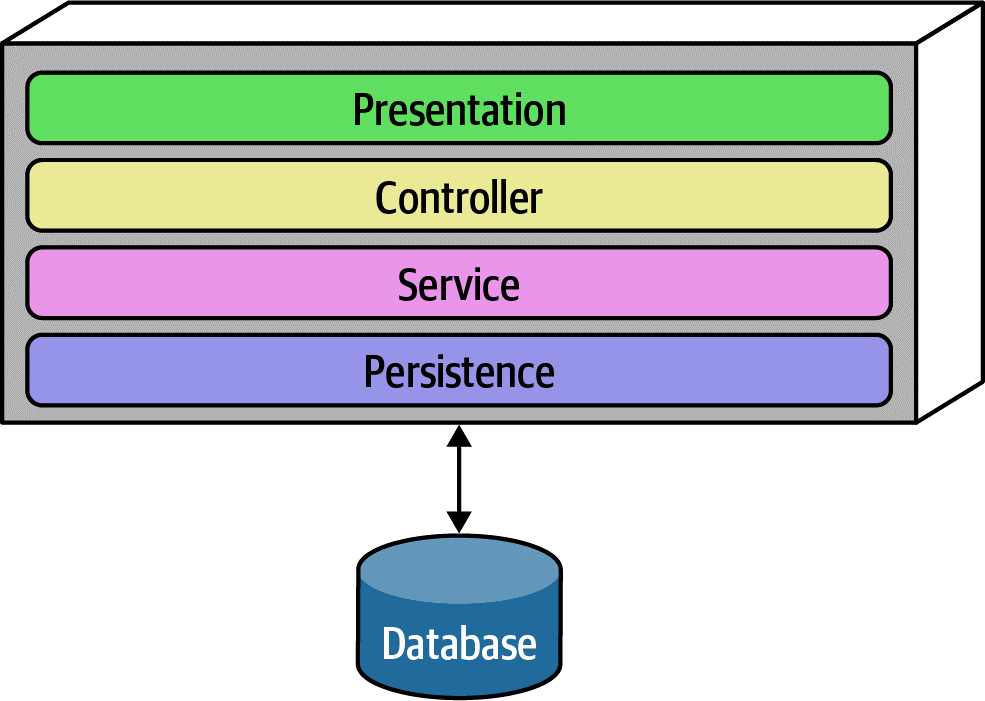 Presentation
Controller
Service
Persistence
Database